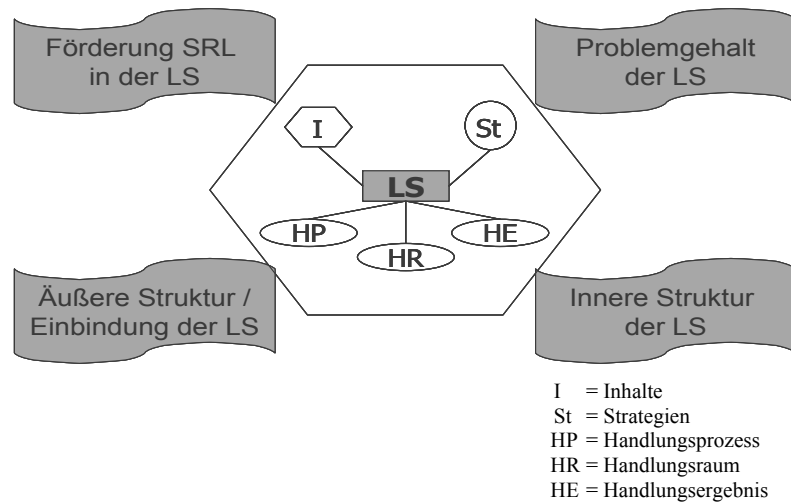 Förderung SRL
in der LS
Problemgehalt
der LS
I
St
LS
HP
HR
HE
Äußere Struktur /
Einbindung der LS
Innere Struktur
der LS
I = Inhalte
St = Strategien
HP = Handlungsprozess
HR = Handlungsraum
HE = Handlungsergebnis